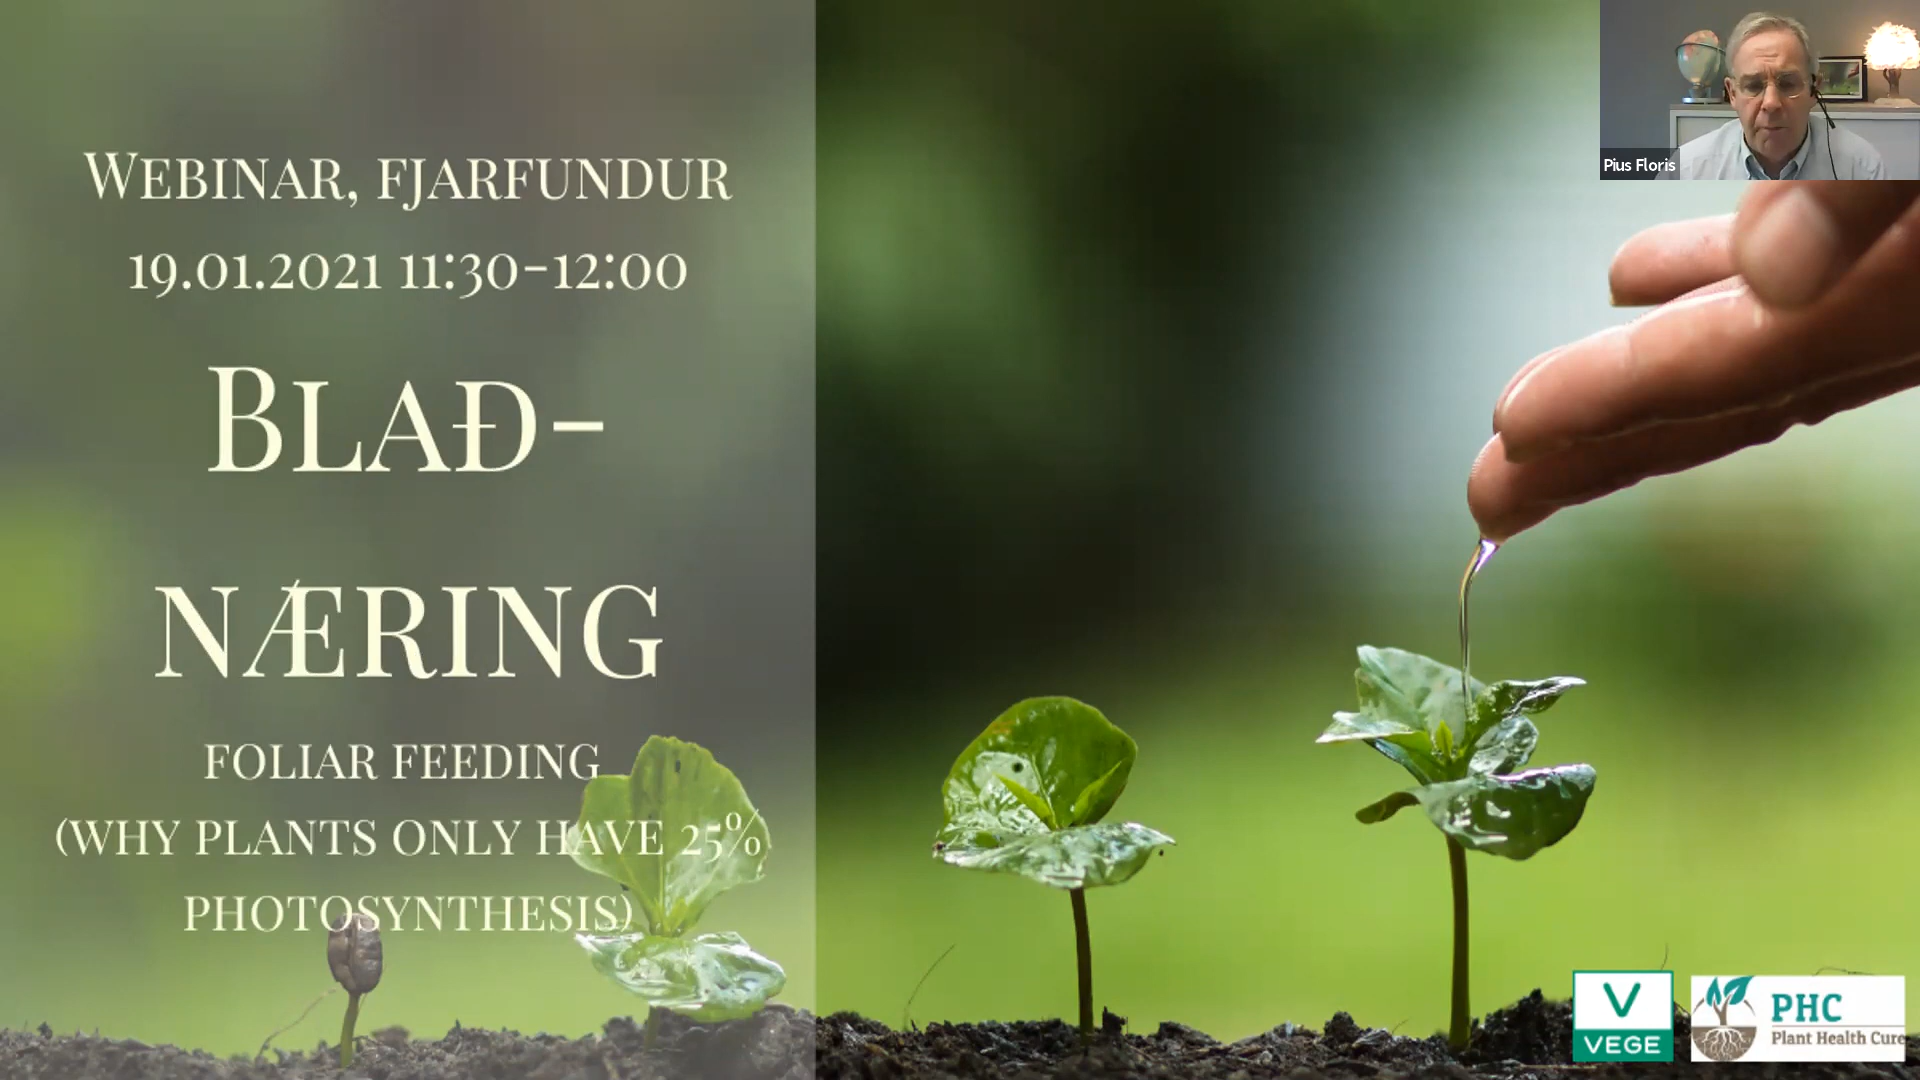 Webinar, fjarfundur
19.01.2021 11:30-12:00
Blað-
næring
foliar feeding
(why plants only have 25%
photosynthesis)
Pius Floris
V
VEGE
PHC
Plant Health Cure